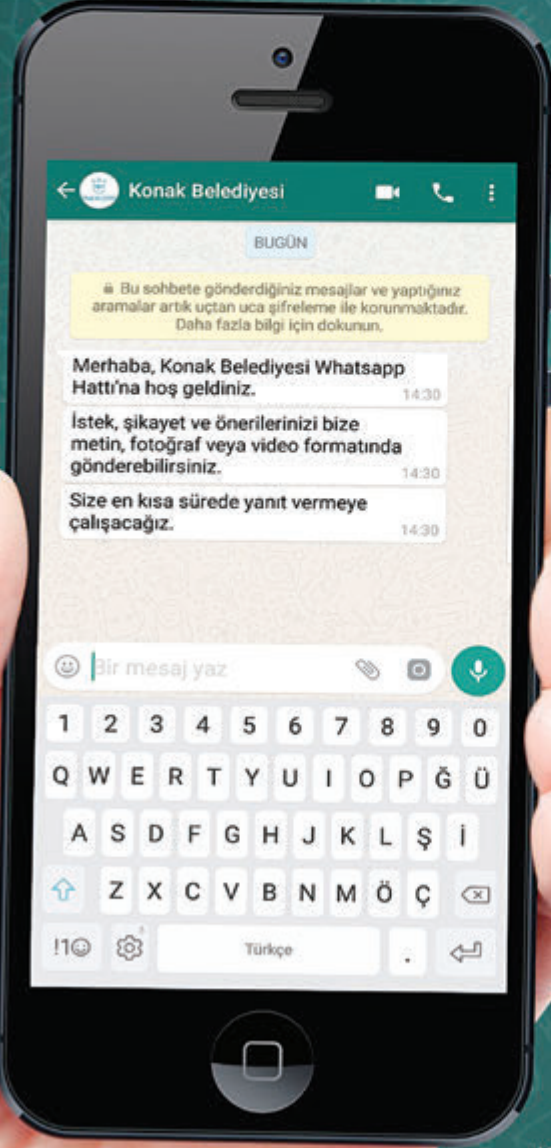 Konak Belediyesi
BUGÜN
Bu sohbete gönderdiğiniz mesajlar ve yaptığınız
aramalar artık uçtan uca şifreleme ile korunmaktadır.
Daha fazla bilgi için dokunun.
Merhaba, Konak Belediyesi Whatsapp
Hattı'na hoş geldiniz.
14:30
İstek, şikayet ve önerilerinizi bize
metin, fotoğraf veya video formatında
gönderebilirsiniz.
14:30
Size en kısa sürede yanıt vermeye
çalışacağız.
14:30
Bir mesaj yaz
1 2 3 4 5 6 7 8 9 0
Q W E R T Y U I O P Ğ Ü
A S D F G H J K L Ş İ
Z X C V B N M Ö Ç
!1☺ Türkçe .